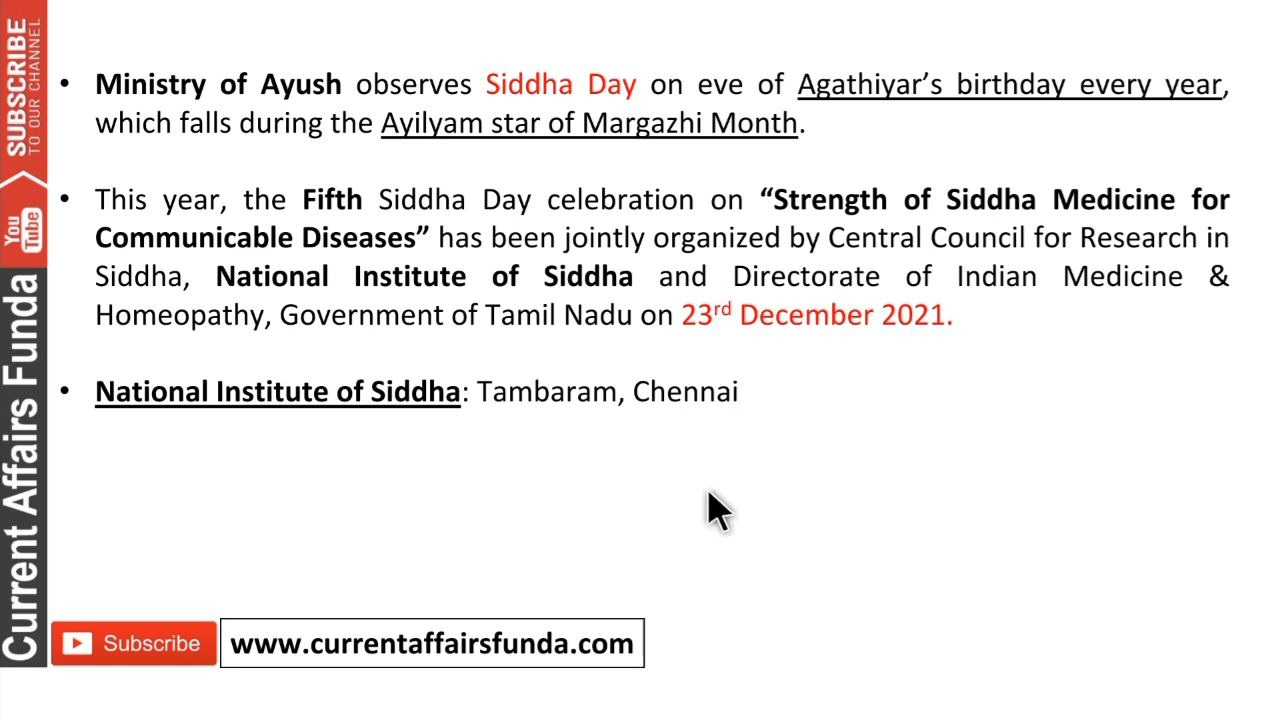 • Ministry of Ayush observes Siddha Day on eve of Agathiyar’s birthday every year,
which falls during the Ayilyam star of Margazhi Month.
• This year, the Fifth Siddha Day celebration on “Strength of Siddha Medicine for
Communicable Diseases” has been jointly organized by Central Council for Research in
Siddha, National Institute of Siddha and Directorate of Indian Medicine &
Homeopathy, Government of Tamil Nadu on 23rd December 2021.
• National Institute of Siddha: Tambaram, Chennai
SUBSCRIBE
TO OUR CHANNEL
You
Tube
Current Affairs Funda
Subscribe
www.currentaffairsfunda.com